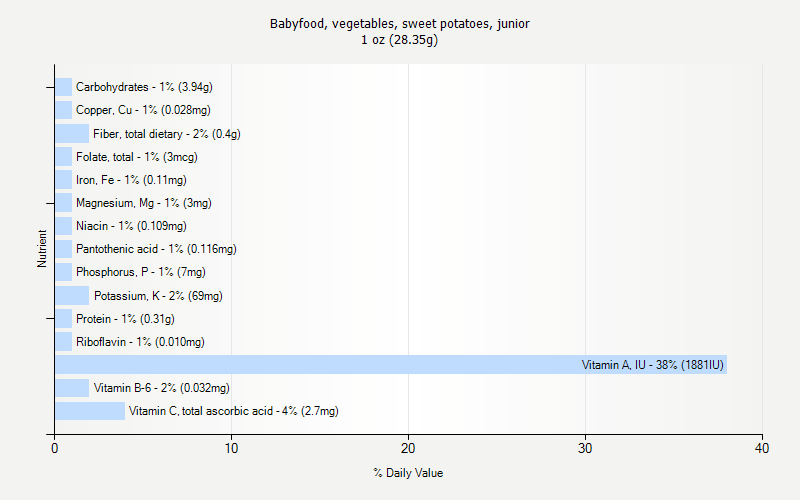 Babyfood, vegetables, sweet potatoes, junior
1 oz (28.35g)
Carbohydrates - 1% (3.94g)
Copper, Cu - 1% (0.028mg)
Fiber, total dietary - 2% (0.4g)
Folate, total - 1% (3mcg)
Iron, Fe - 1% (0.11mg)
Magnesium, Mg - 1% (3mg)
Niacin - 1% (0.109mg)
Pantothenic acid - 1% (0.116mg)
Phosphorus, P - 1% (7mg)
Potassium, K - 2% (69mg)
Protein - 1% (0.31g)
Riboflavin - 1% (0.010mg)
Vitamin A, IU - 38% (1881IU)
Vitamin B-6 - 2% (0.032mg)
Vitamin C, total ascorbic acid - 4% (2.7mg)
Nutrient
0 10 20 30 40
% Daily Value